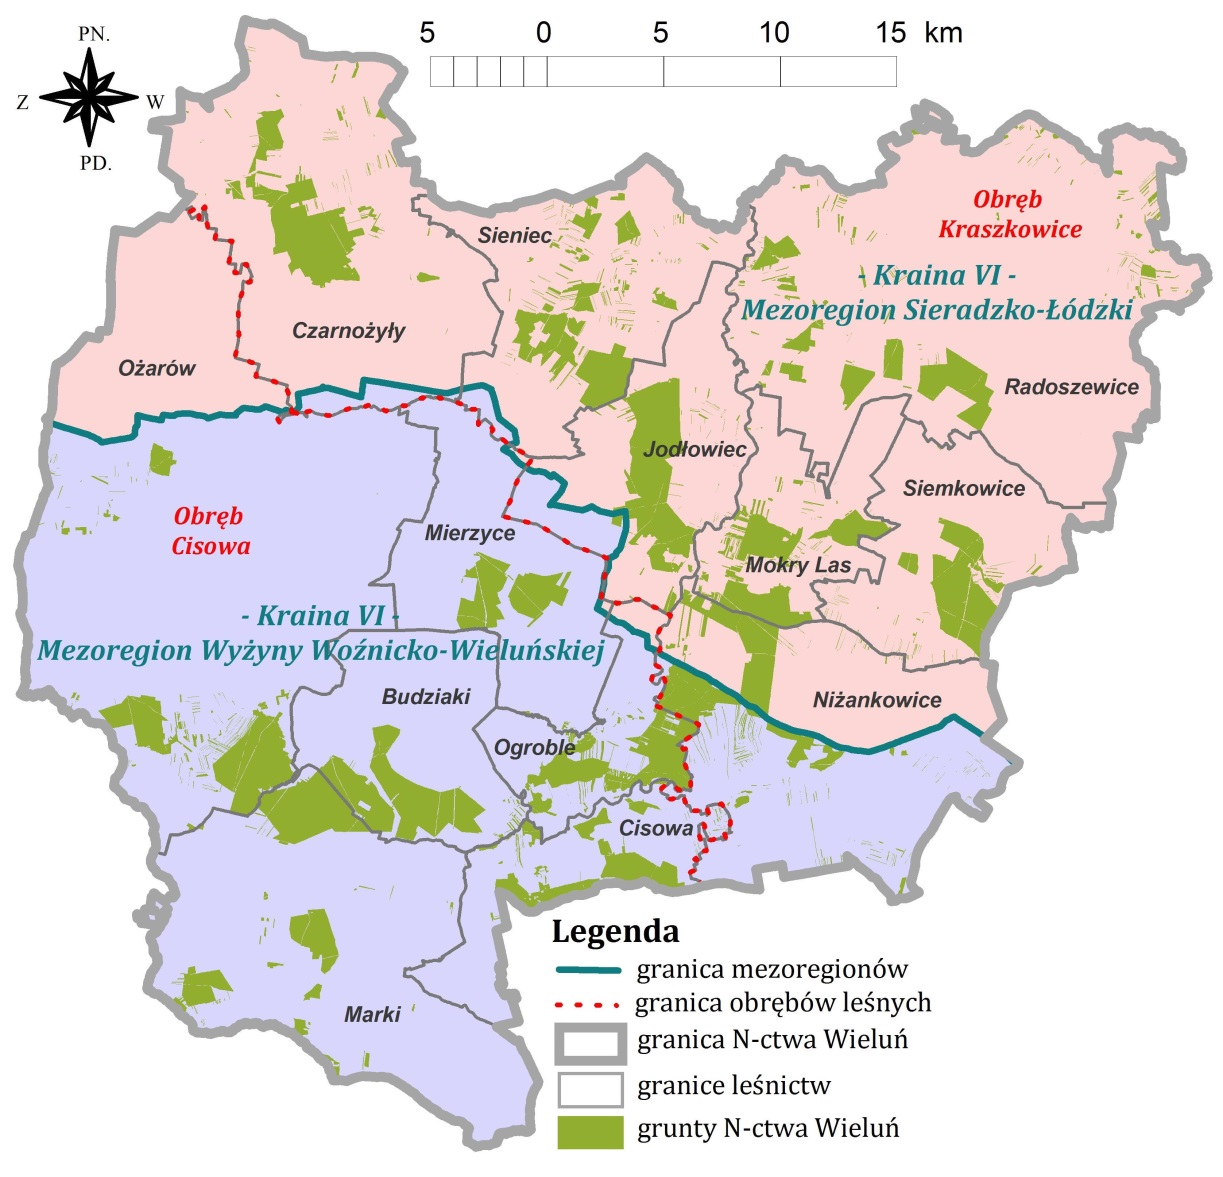 PN.
Z
W
PD.
5 0 5 10 15 km
Obręb
Kraszkowice
- Kraina VI -
Mezoregion Sieradzko-Łódzki
Sieniec
Czarnożyły
Ożarów
Radoszewice
Jodłowiec
Siemkowice
Obręb
Cisowa
Mierzyce
Mokry Las
- Kraina VI -
Mezoregion Wyżyny Woźnicko-Wieluńskiej
Budziaki
Niżankowice
Ogroble
Cisowa
Marki
Legenda
granica mezoregionów
granica obrębów leśnych
granica N-ctwa Wieluń
granice leśnictw
grunty N-ctwa Wieluń